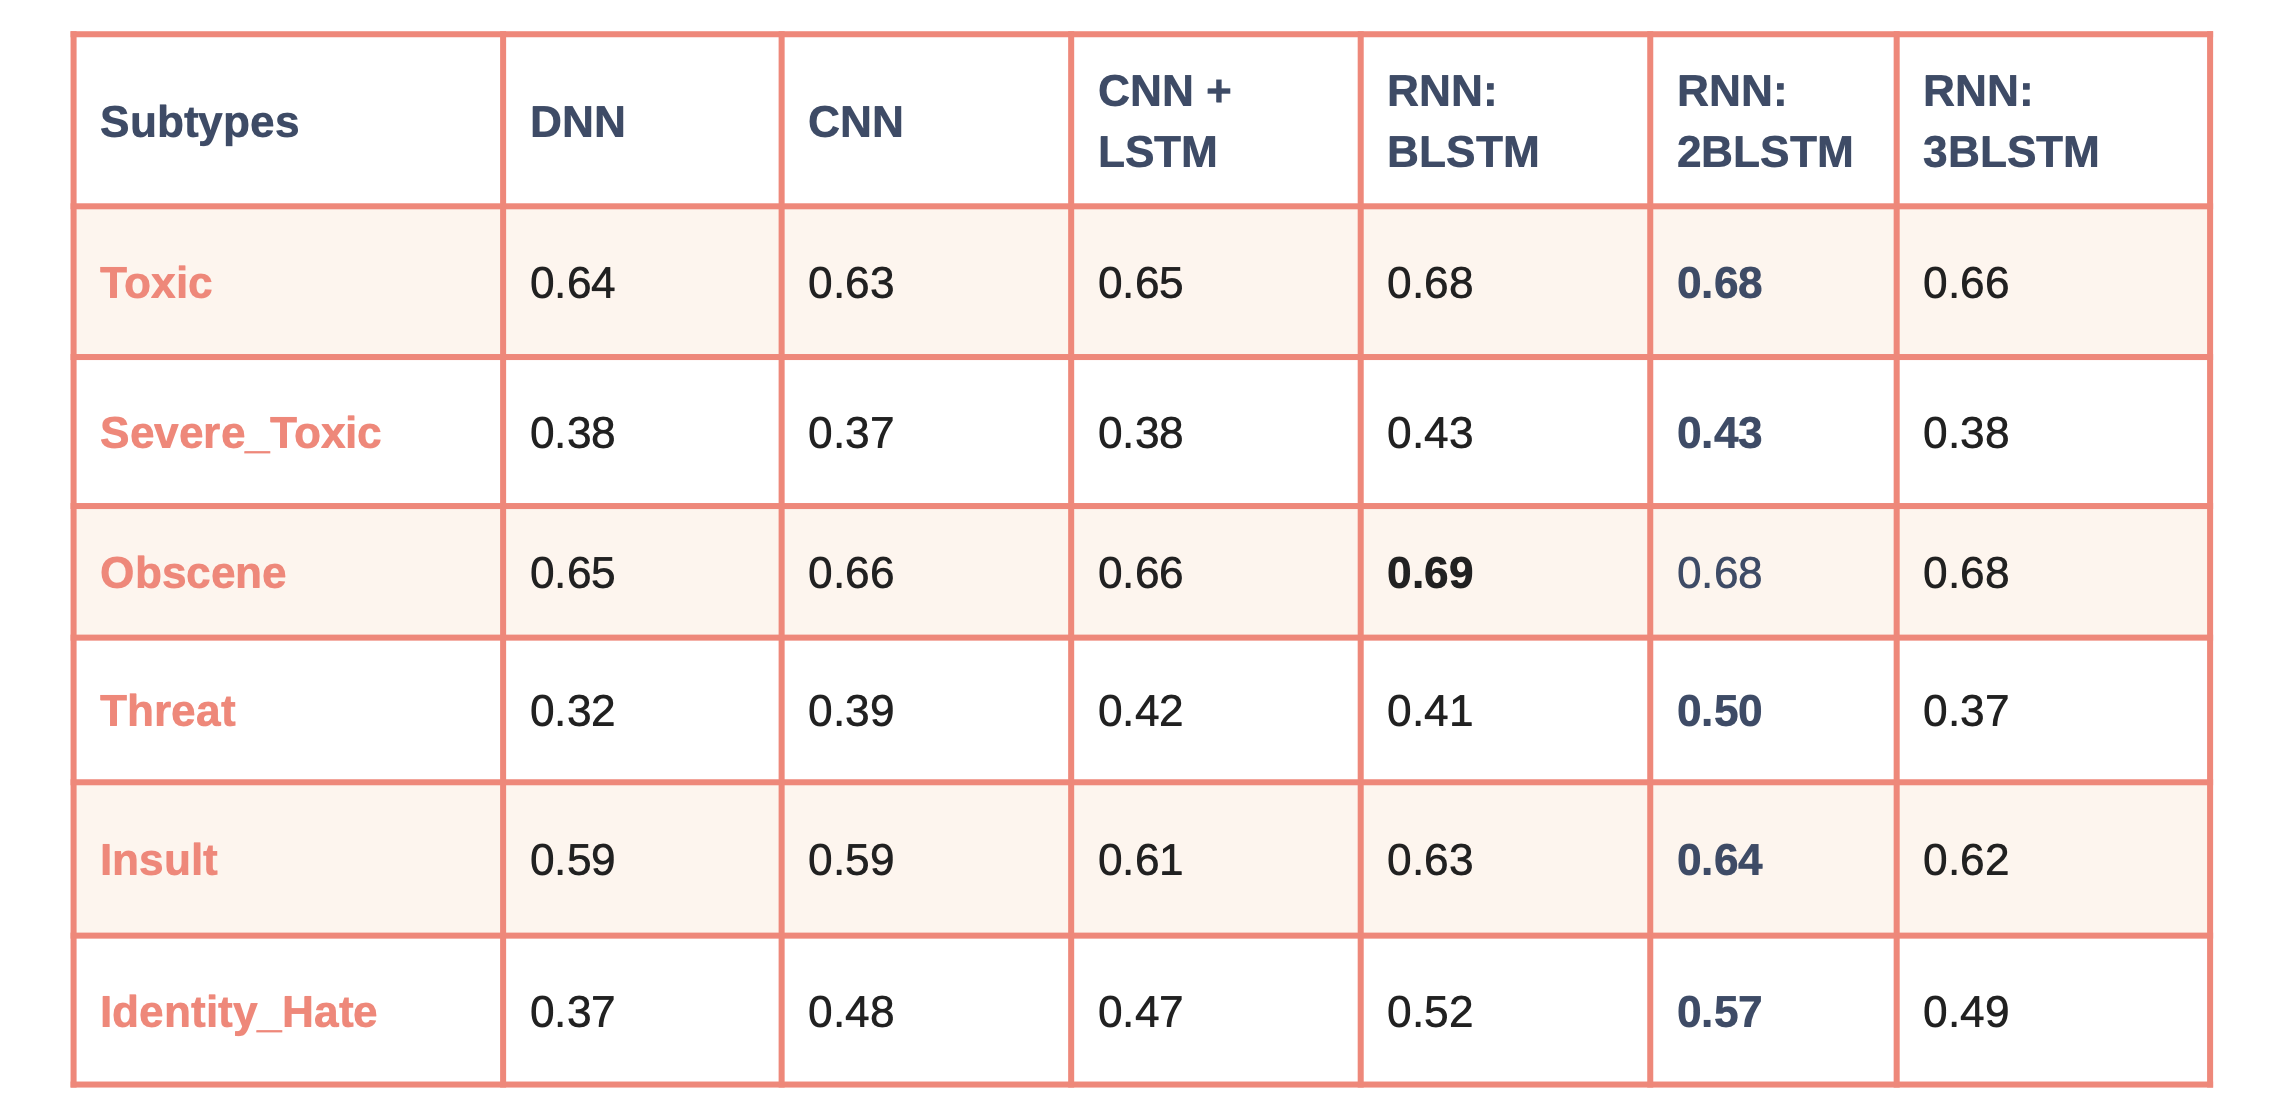 Subtypes DNN CNN CNN + LSTM RNN: BLSTM RNN: 2BLSTM RNN: 3BLSTM
Toxic 0.64 0.63 0.65 0.68 0.68 0.66
Severe_Toxic 0.38 0.37 0.38 0.43 0.43 0.38
Obscene 0.65 0.66 0.66 0.69 0.68 0.68
Threat 0.32 0.39 0.42 0.41 0.50 0.37
Insult 0.59 0.59 0.61 0.63 0.64 0.62
Identity_Hate 0.37 0.48 0.47 0.52 0.57 0.49